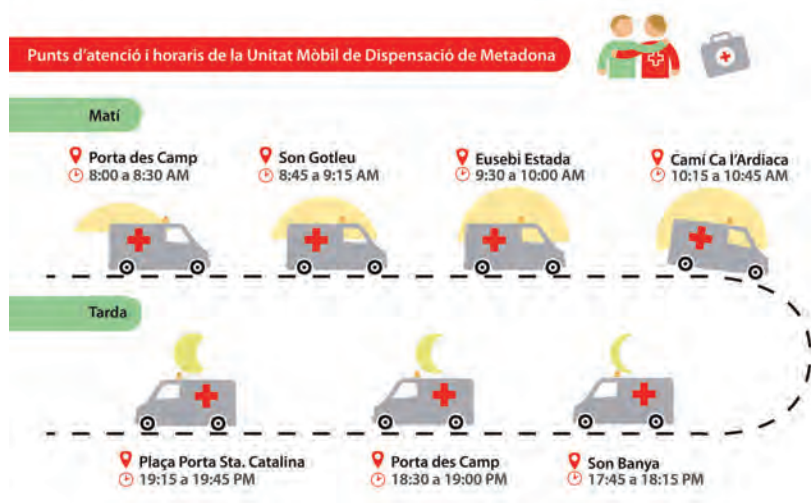 Punts d'atenció i horaris de la Unitat Mòbil de Dispensació de Metadona
Matí
Porta des Camp
8:00 a 8:30 AM
Son Gotleu
8:45 a 9:15 AM
Eusebi Estada
9:30 a 10:00 AM
Camí Ca l'Ardiaca
10:15 a 10:45 AM
Tarda
Plaça Porta Sta. Catalina
19:15 a 19:45 PM
Porta des Camp
18:30 a 19:00 PM
Son Banya
17:45 a 18:15 PM